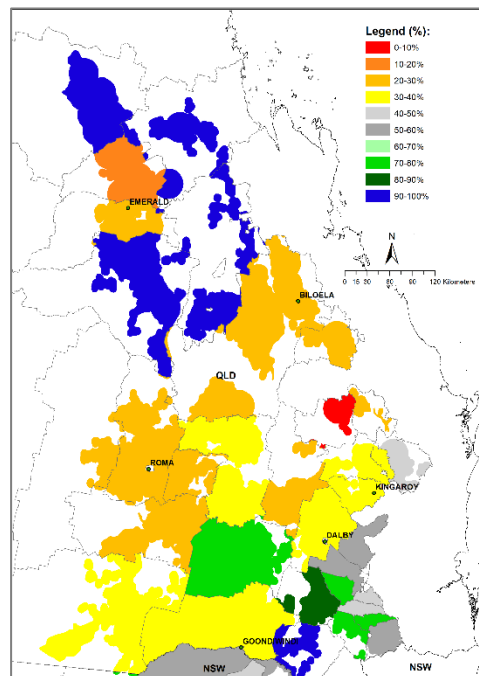 Legend (%):
0-10%
10-20%
20-30%
30-40%
40-50%
50-60%
60-70%
70-80%
80-90%
90-100%
EMERALD
N
0 15 30 60 90 120 Kilometers
BILOELA
QLD
ROMA
KINGAROY
DALBY
GOONDIWINDI
NSW
NSW